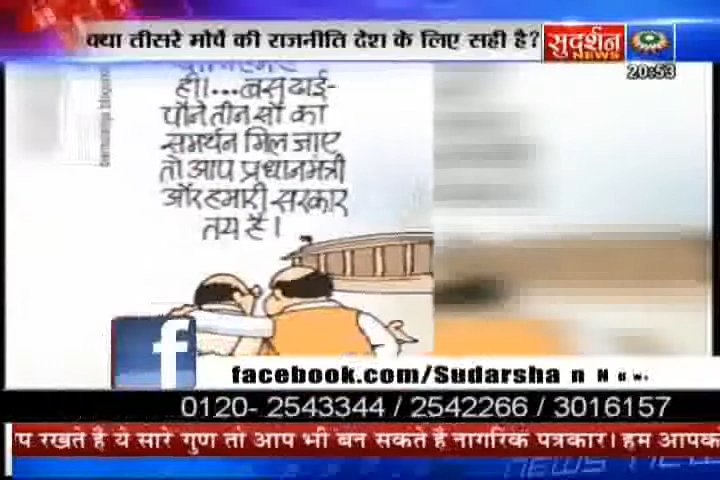 क्या तीसरे मोर्चे की राजनीति देश के लिए सही है?
सुदर्शन
NEWS
20:53
ही।...बस ढाई-
पौने तीन सौ का
समर्थन मिल जाए
तो आप प्रधानमंत्री
और हमारी सरकार
तय है।
f
facebook.com/Sudarshan News
0120- 2543344 / 2542266 / 3016157
प रखते है ये सारे गुण तो आप भी बन सकते हैं नागरिक पत्रकार। हम आपक